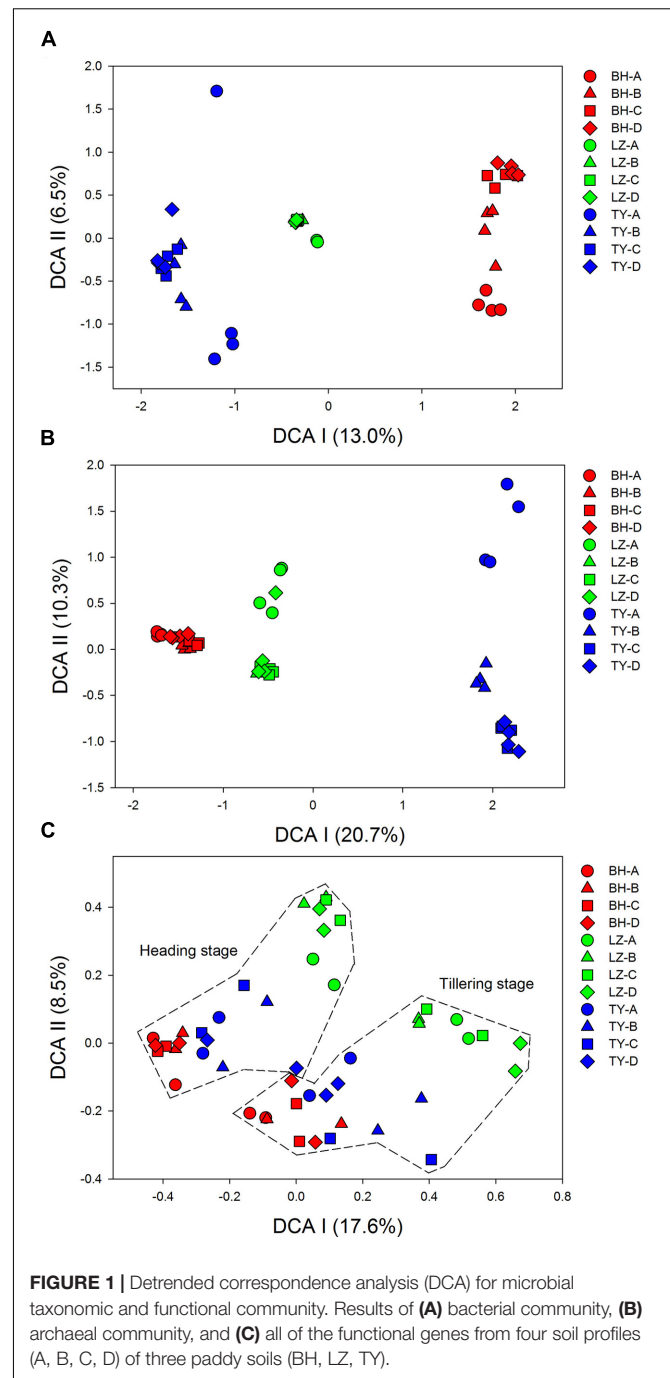 A
2.0
1.5
1.0
0.5
0.0
-0.5
-1.0
-1.5
DCA II (6.5%)
-2
-1
0
1
2
DCA I (13.0%)
BH-A
BH-B
BH-C
BH-D
LZ-A
LZ-B
LZ-C
LZ-D
TY-A
TY-B
TY-C
TY-D
B
2.0
1.5
1.0
0.5
0.0
-0.5
-1.0
-1.5
DCA II (10.3%)
-2
-1
0
1
2
DCA I (20.7%)
BH-A
BH-B
BH-C
BH-D
LZ-A
LZ-B
LZ-C
LZ-D
TY-A
TY-B
TY-C
TY-D
C
0.4
0.2
0.0
-0.2
-0.4
DCA II (8.5%)
Heading stage
Tillering stage
-0.4
-0.2
0.0
0.2
0.4
0.6
0.8
DCA I (17.6%)
BH-A
BH-B
BH-C
BH-D
LZ-A
LZ-B
LZ-C
LZ-D
TY-A
TY-B
TY-C
TY-D
FIGURE 1 | Detrended correspondence analysis (DCA) for microbial
taxonomic and functional community. Results of (A) bacterial community, (B)
archaeal community, and (C) all of the functional genes from four soil profiles
(A, B, C, D) of three paddy soils (BH, LZ, TY).